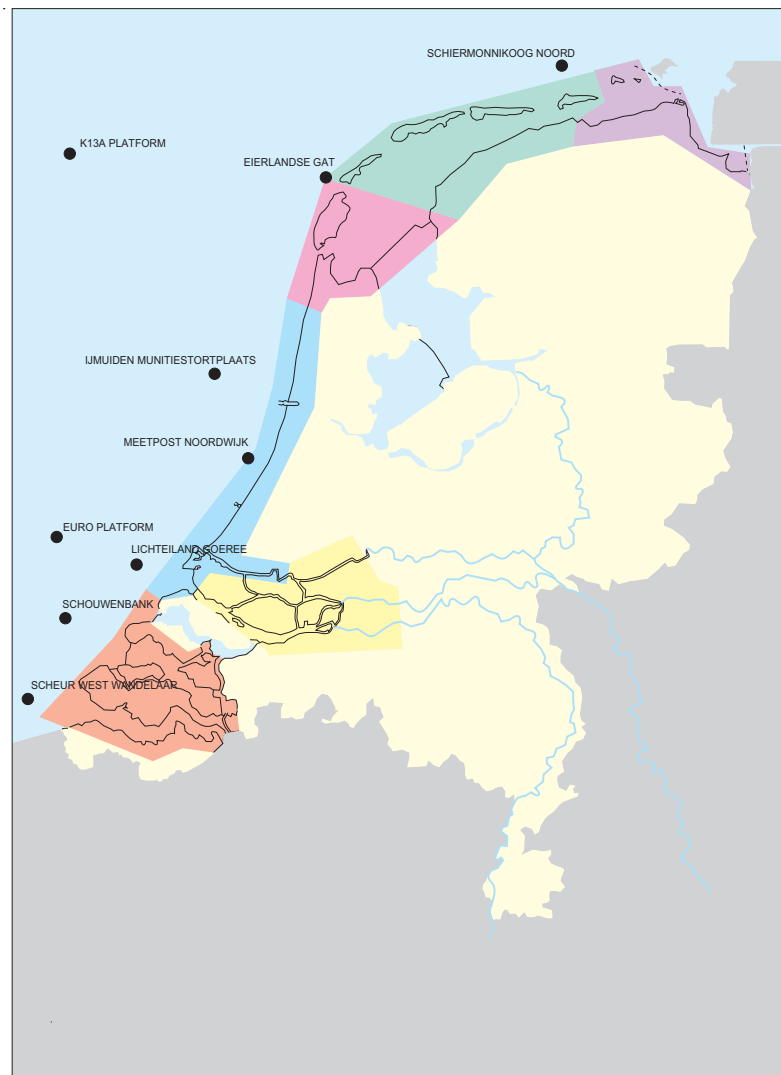 SCHIERMONNIKOOG NOORD
K13A PLATFORM
EIERLANDSE GAT
IJMUIDEN MUNITIESTORTPLAATS
MEETPOST NOORDWIJK
EURO PLATFORM
LICHTEILAND GOEREE
SCHOUWENBANK
SCHEUR WEST WANDELAAR